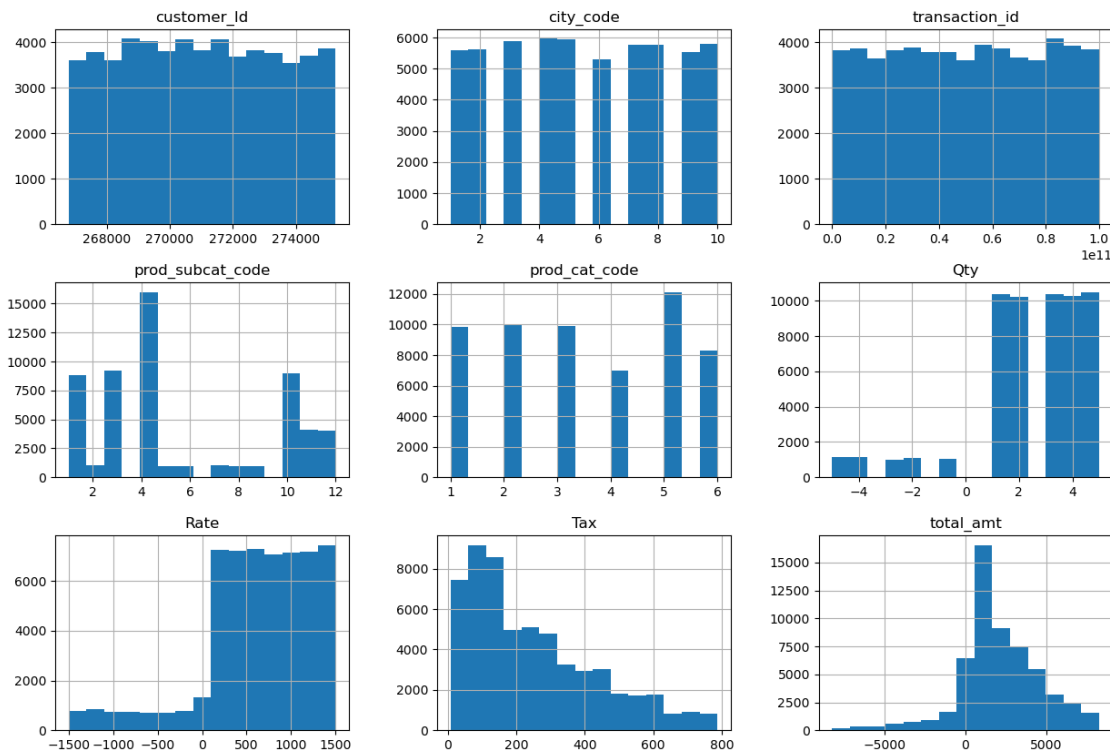 customer_Id
4000
3000
2000
1000
0
268000 270000 272000 274000
city_code
6000
5000
4000
3000
2000
1000
0
2 4 6 8 10
transaction_id
4000
3000
2000
1000
0
0.0 0.2 0.4 0.6 0.8 1.0
1e11
prod_subcat_code
15000
12500
10000
7500
5000
2500
0
2 4 6 8 10 12
prod_cat_code
12000
10000
8000
6000
4000
2000
0
1 2 3 4 5 6
Qty
10000
8000
6000
4000
2000
0
−4 −2 0 2 4
Rate
6000
4000
2000
0
−1500 −1000 −500 0 500 1000 1500
Tax
8000
6000
4000
2000
0
0 200 400 600 800
total_amt
15000
12500
10000
7500
5000
2500
0
−5000 0 5000